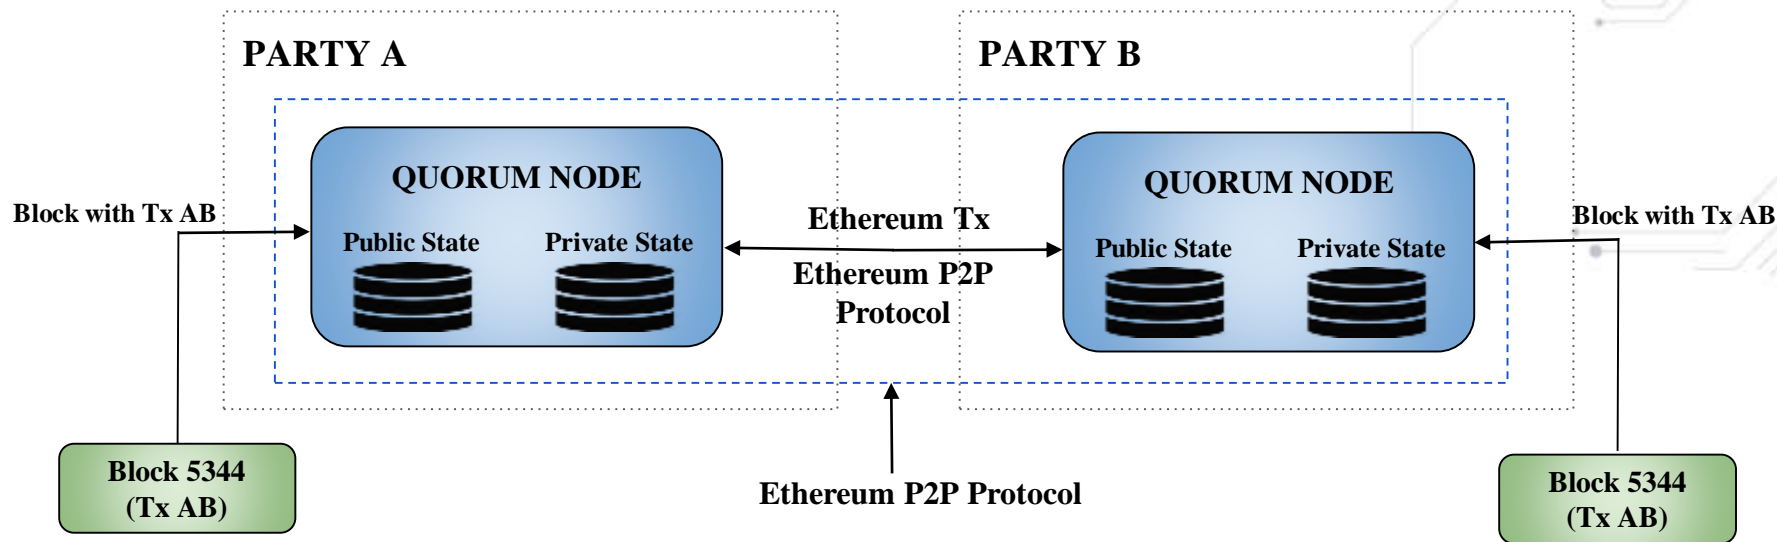 PARTY A
PARTY B
QUORUM NODE
QUORUM NODE
Block with Tx AB
Ethereum Tx
Block with Tx AB
Public State
Private State
Public State
Private State
Ethereum P2P
Protocol
Block 5344
(Tx AB)
Ethereum P2P Protocol
Block 5344
(Tx AB)